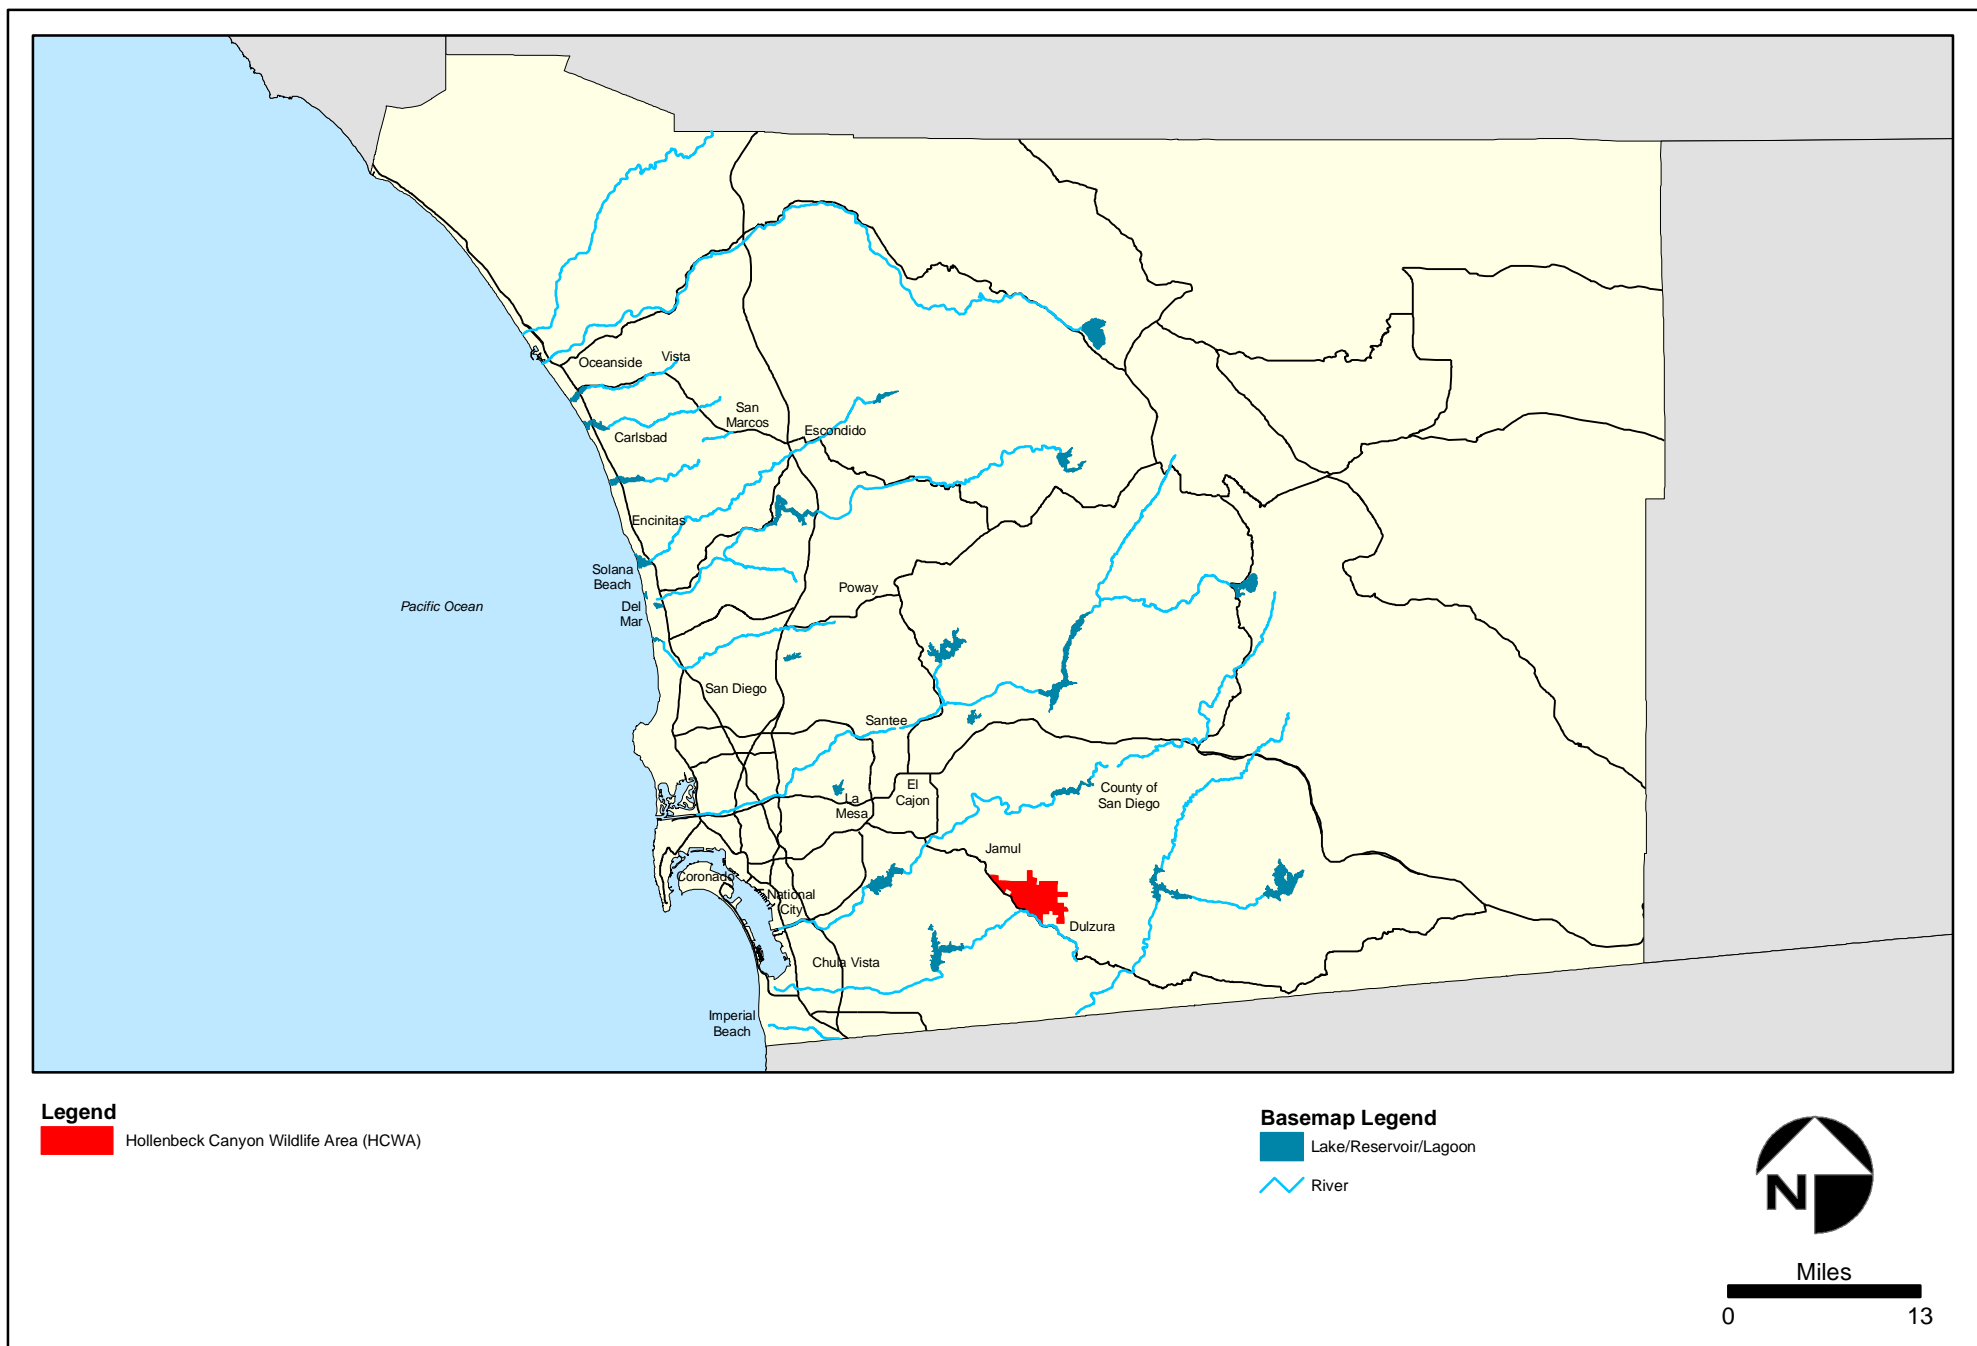 Oceanside
Vista
San
Marcos
Carlsbad
Escondido
Encinitas
Solana
Beach
Poway
Pacific Ocean
Del
Mar
San Diego
Santee
El
Cajon
County of
San Diego
La
Mesa
Jamul
Coronado
National
City
Dulzura
Chula Vista
Imperial
Beach
Legend
Hollenbeck Canyon Wildlife Area (HCWA)
Basemap Legend
Lake/Reservoir/Lagoon
River
N
Miles
0 13